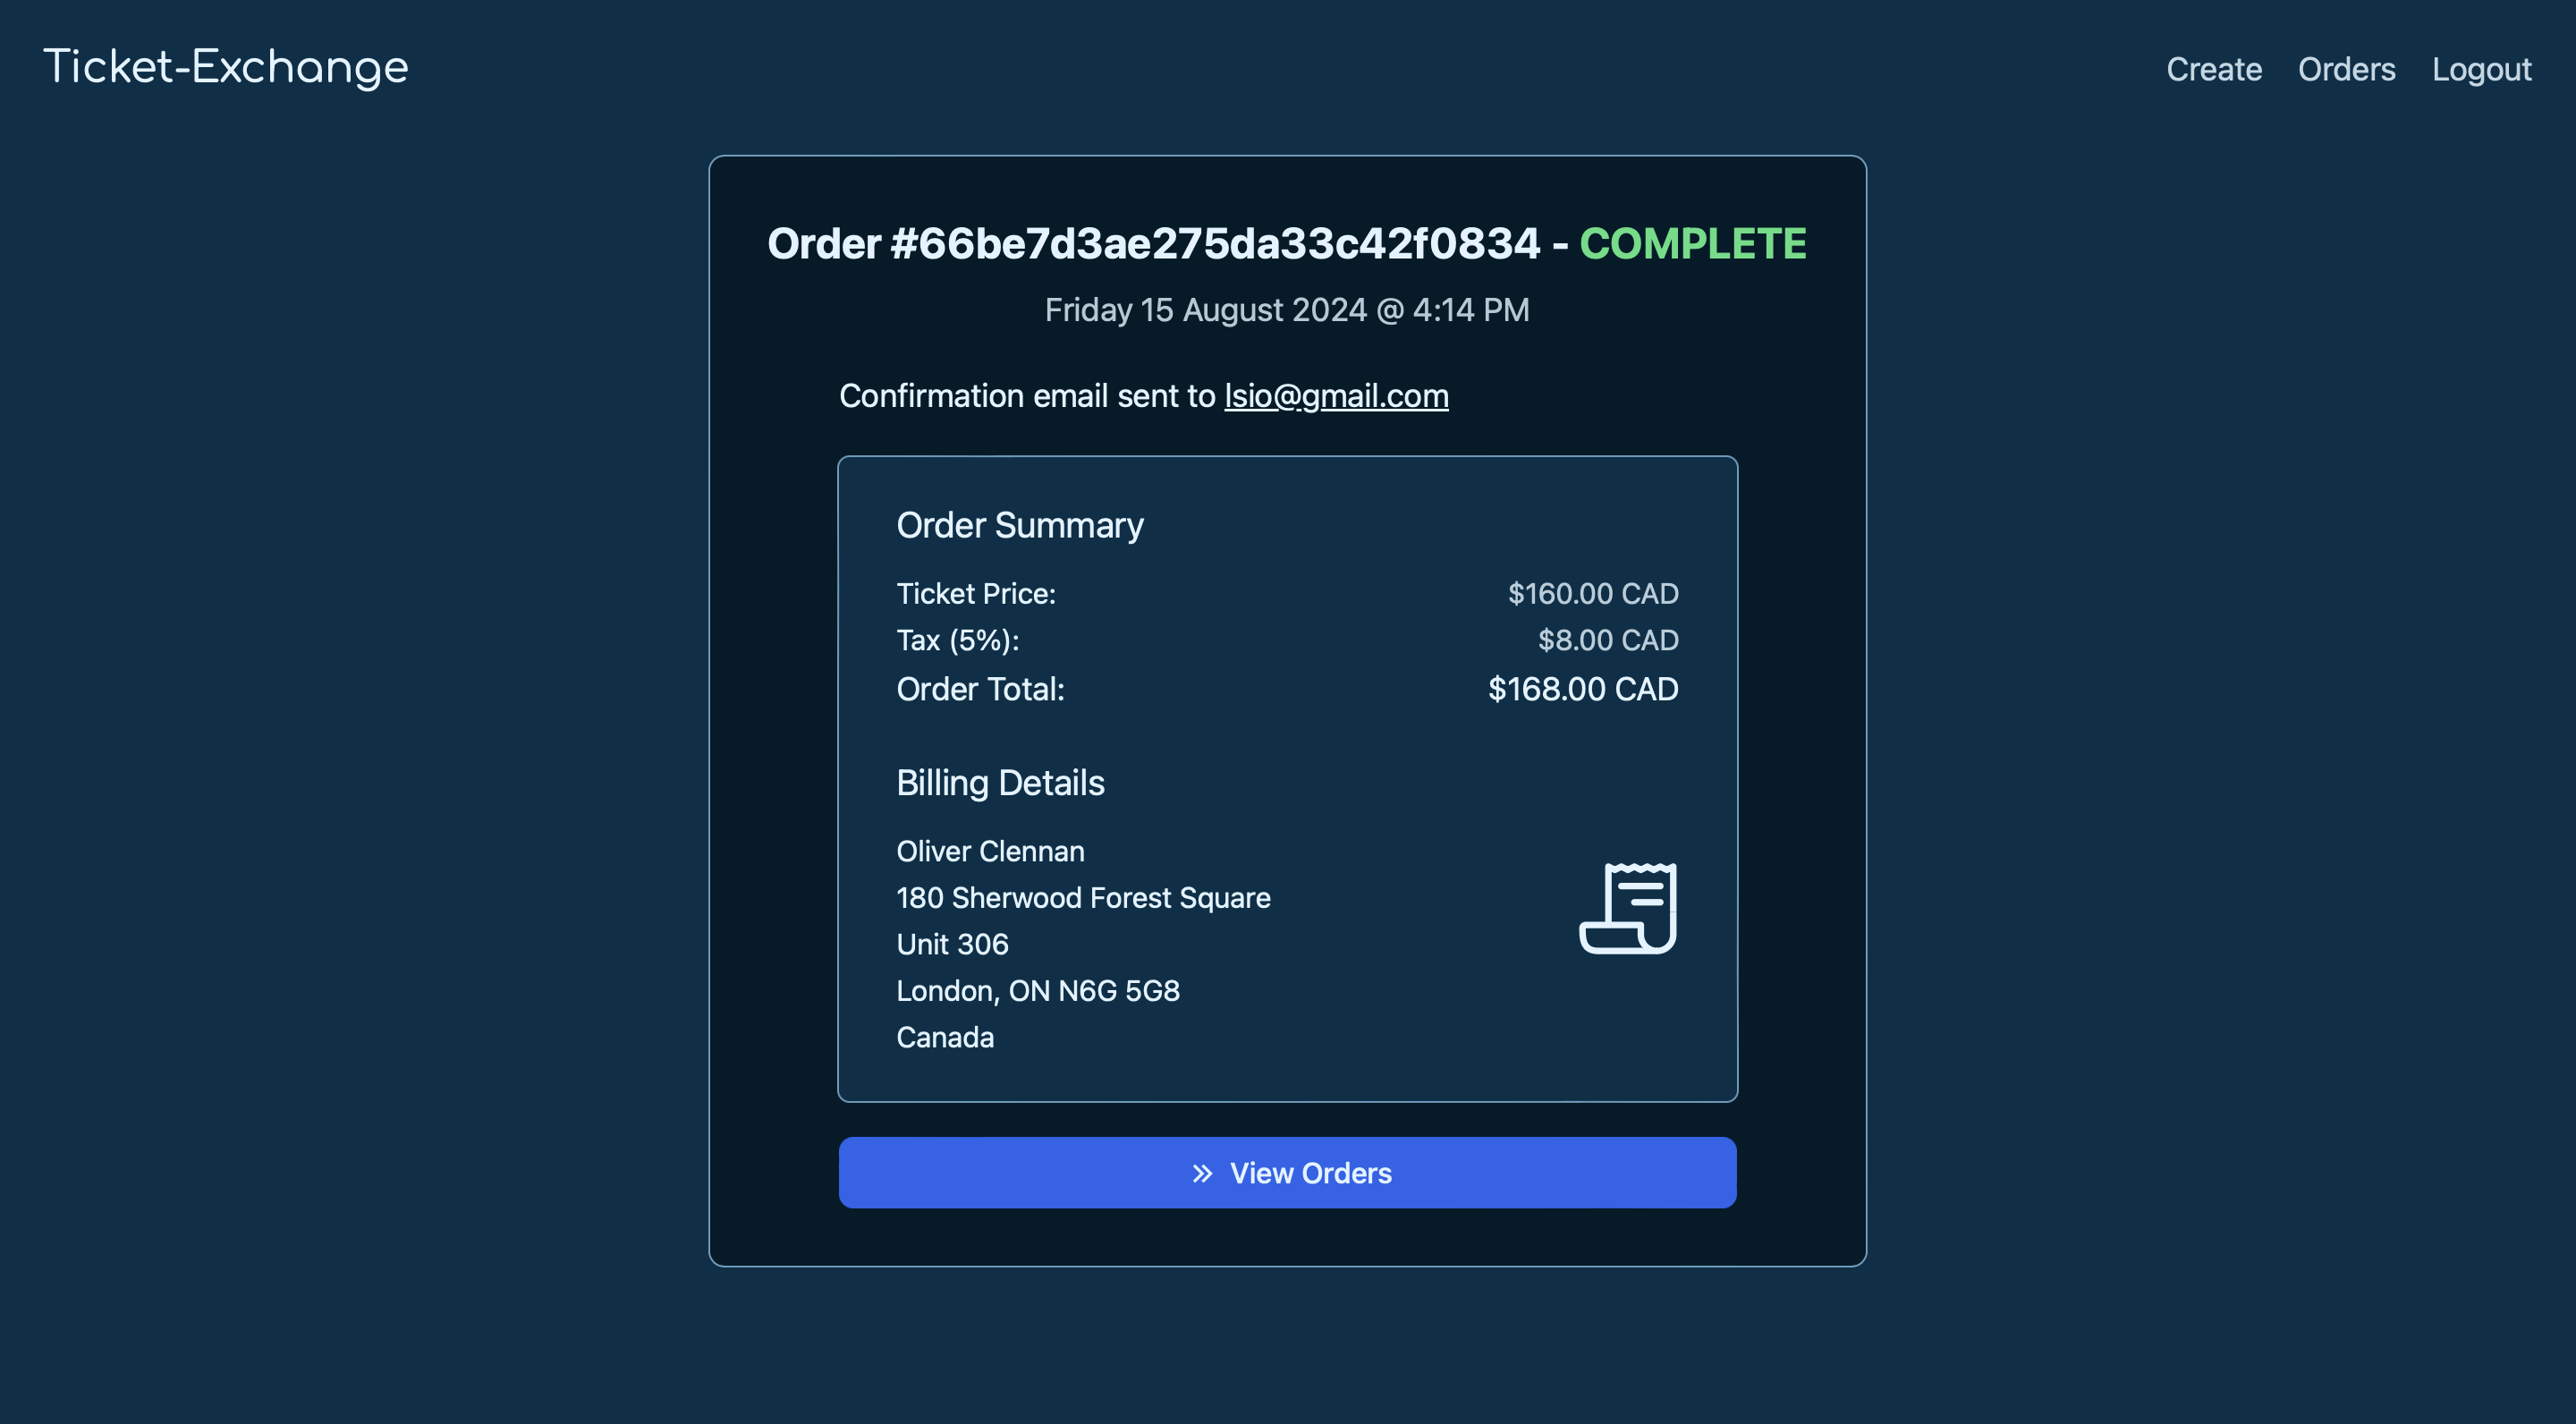 Ticket-Exchange
Create Orders Logout
Order #66be7d3ae275da33c42f0834 - COMPLETE
Friday 15 August 2024 @ 4:14 PM
Confirmation email sent to lsio@gmail.com
Order Summary
Ticket Price: $160.00 CAD
Tax (5%): $8.00 CAD
Order Total: $168.00 CAD
Billing Details
Oliver Clennan
180 Sherwood Forest Square
Unit 306
London, ON N6G 5G8
Canada
View Orders